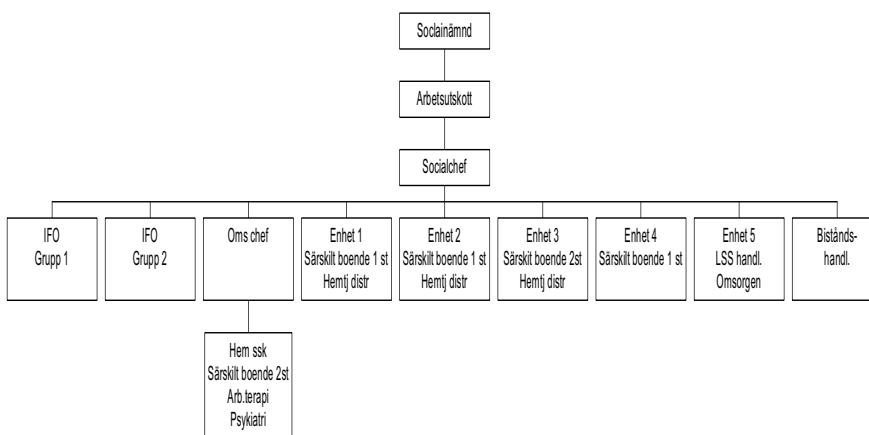 Soclainämnd
Arbetsutskott
Socialchef
IFO
Grupp 1
IFO
Grupp 2
Oms chef
Enhet 1
Särskilt boende 1 st
Hemtj distr
Enhet 2
Särskilt boende 1 st
Hemtj distr
Enhet 3
Särskit boende 2st
Hemtj distr
Enhet 4
Särskilt boende 1 st
Enhet 5
LSS handl.
Omsorgen
Bistånds-
handl.
Hem ssk
Särskilt boende 2st
Arb.terapi
Psykiatri